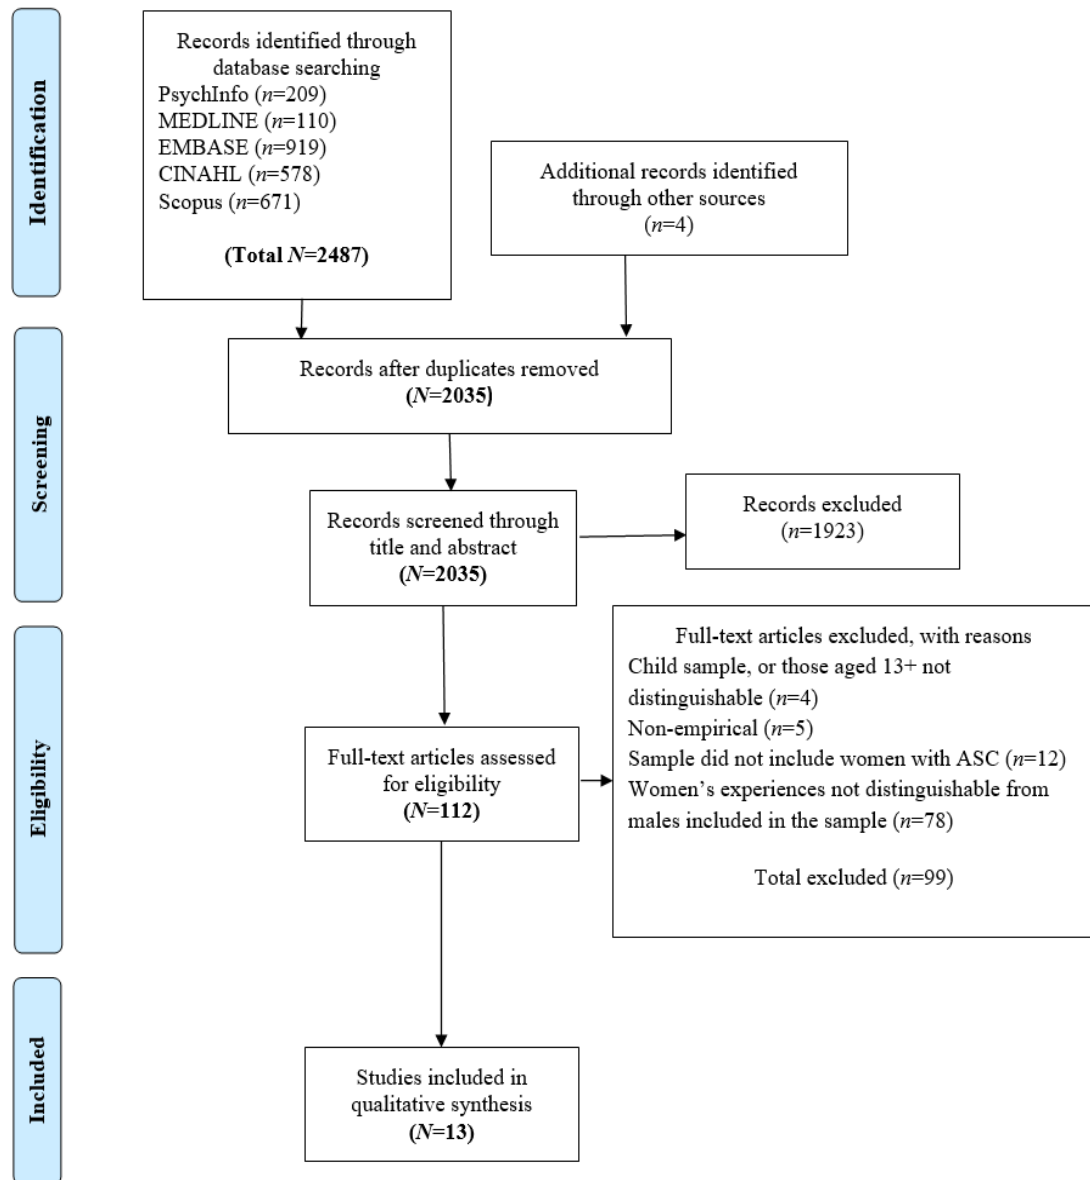 Identification
Records identified through
database searching
PsychInfo (n=209)
MEDLINE (n=110)
EMBASE (n=919)
CINAHL (n=578)
Scopus (n=671)
(Total N=2487)
Additional records identified
through other sources
(n=4)
Screening
Records after duplicates removed
(N=2035)
Records screened through
title and abstract
(N=2035)
Records excluded
(n=1923)
Eligibility
Full-text articles assessed
for eligibility
(N=112)
Full-text articles excluded, with reasons
Child sample, or those aged 13+ not
distinguishable (n=4)
Non-empirical (n=5)
Sample did not include women with ASC (n=12)
Women’s experiences not distinguishable from
males included in the sample (n=78)
Total excluded (n=99)
Included
Studies included in
qualitative synthesis
(N=13)